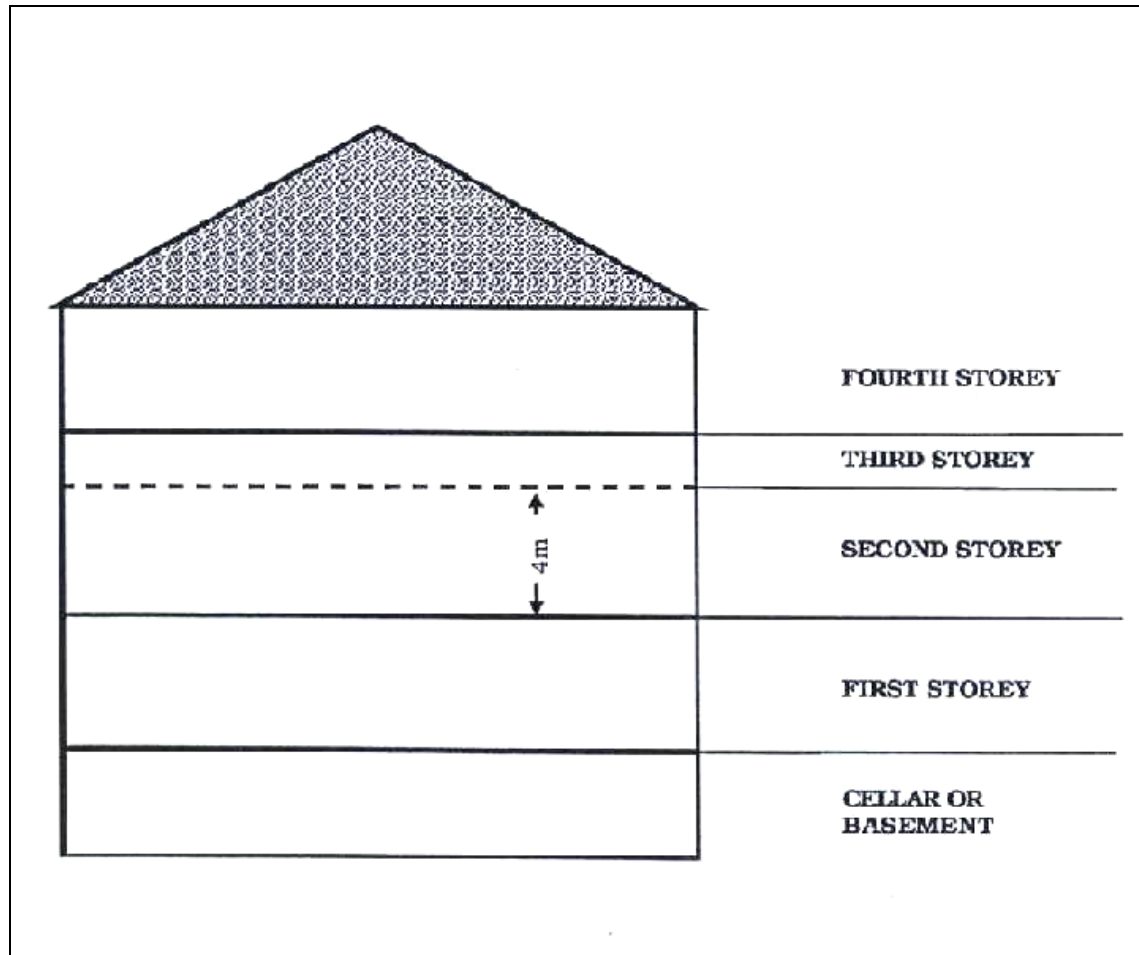 FOURTH STOREY
THIRD STOREY
4m
SECOND STOREY
FIRST STOREY
CELLAR OR
BASEMENT